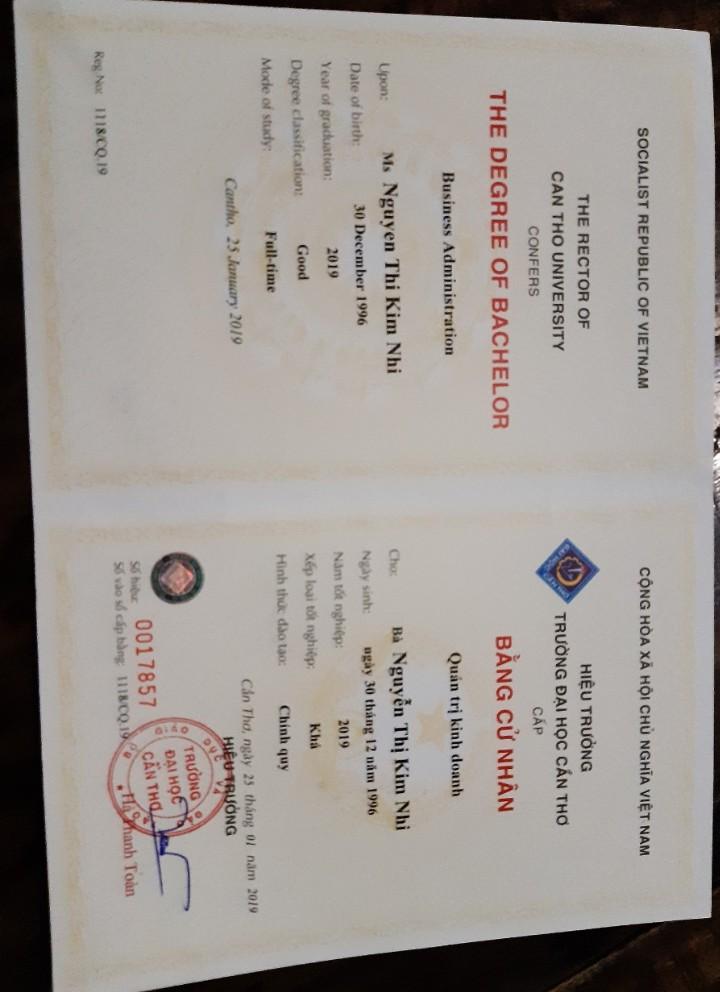 SOCIALIST REPUBLIC OF VIETNAM
THE RECTOR OF
CAN THO UNIVERSITY
CONFERS
THE DEGREE OF BACHELOR
Business Administration
Upon: Ms Nguyen Thi Kim Nhi
Date of birth: 30 December 1996
Year of graduation: 2019
Degree classification: Good
Mode of study: Full-time
Cantho, 25 January 2019
Reg No: 1118/CQ.19
CỘNG HÒA XÃ HỘI CHỦ NGHĨA VIỆT NAM
HIỆU TRƯỞNG
TRƯỜNG ĐẠI HỌC CẦN THƠ
CẤP
BẰNG CỬ NHÂN
Quản trị kinh doanh
Cho: Bà Nguyễn Thị Kim Nhi
Ngày sinh: ngày 30 tháng 12 năm 1996
Năm tốt nghiệp: 2019
Xếp loại tốt nghiệp: Khá
Hình thức đào tạo: Chính quy
Cần Thơ, ngày 25 tháng 01 năm 2019
HIỆU TRƯỞNG
TRƯỜNG
ĐẠI HỌC
CẦN THƠ
Hà Thanh Toàn
Số hiệu: 0017857
Số vào sổ cấp bằng: 1118/CQ.19